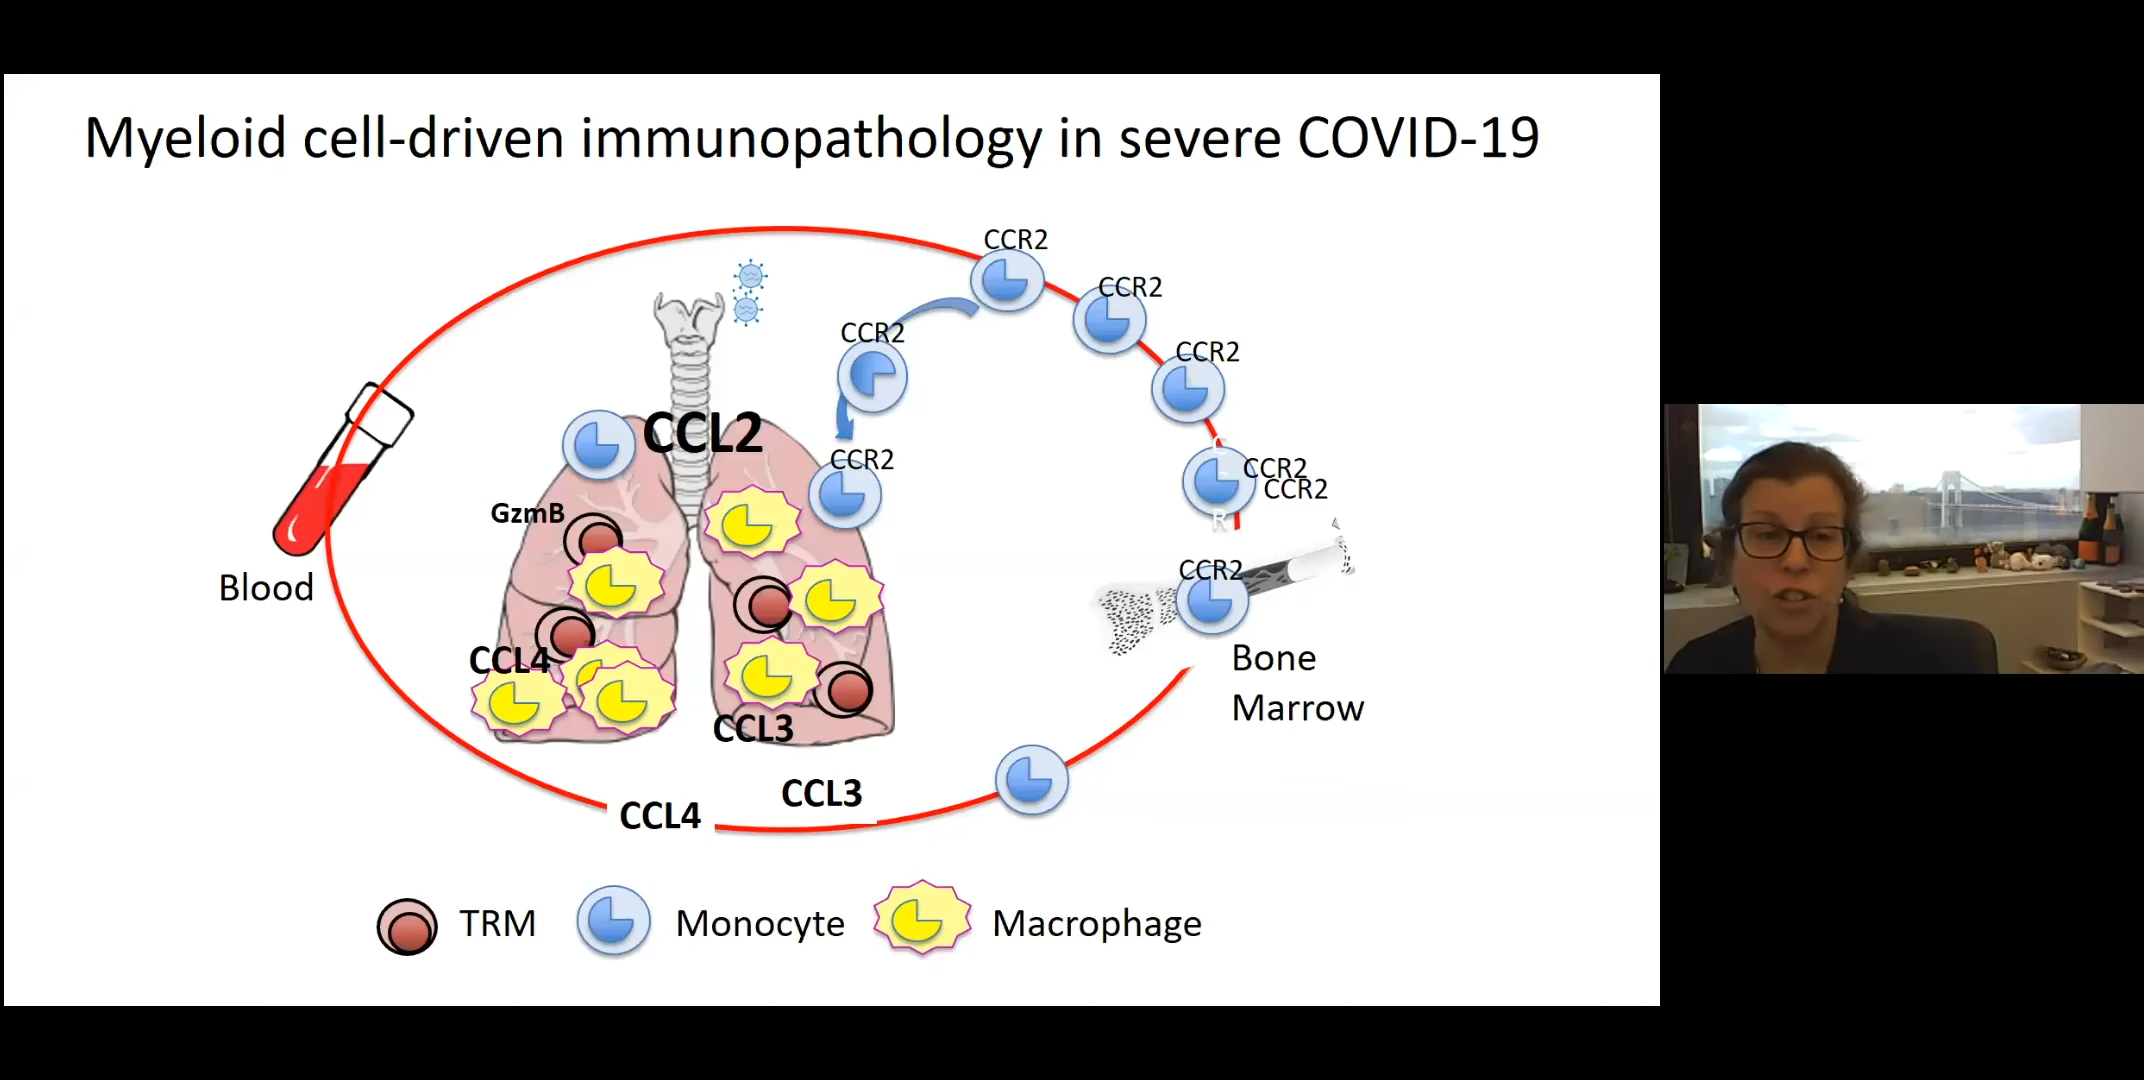 Myeloid cell-driven immunopathology in severe COVID-19
CCR2
CCR2
CCR2
CCR2
CCL2
CCR2
CCR2
CCR2
C
R
GzmB
CCR2
Blood
CCL4
Bone
Marrow
CCL3
CCL3
CCL4
TRM
Monocyte
Macrophage